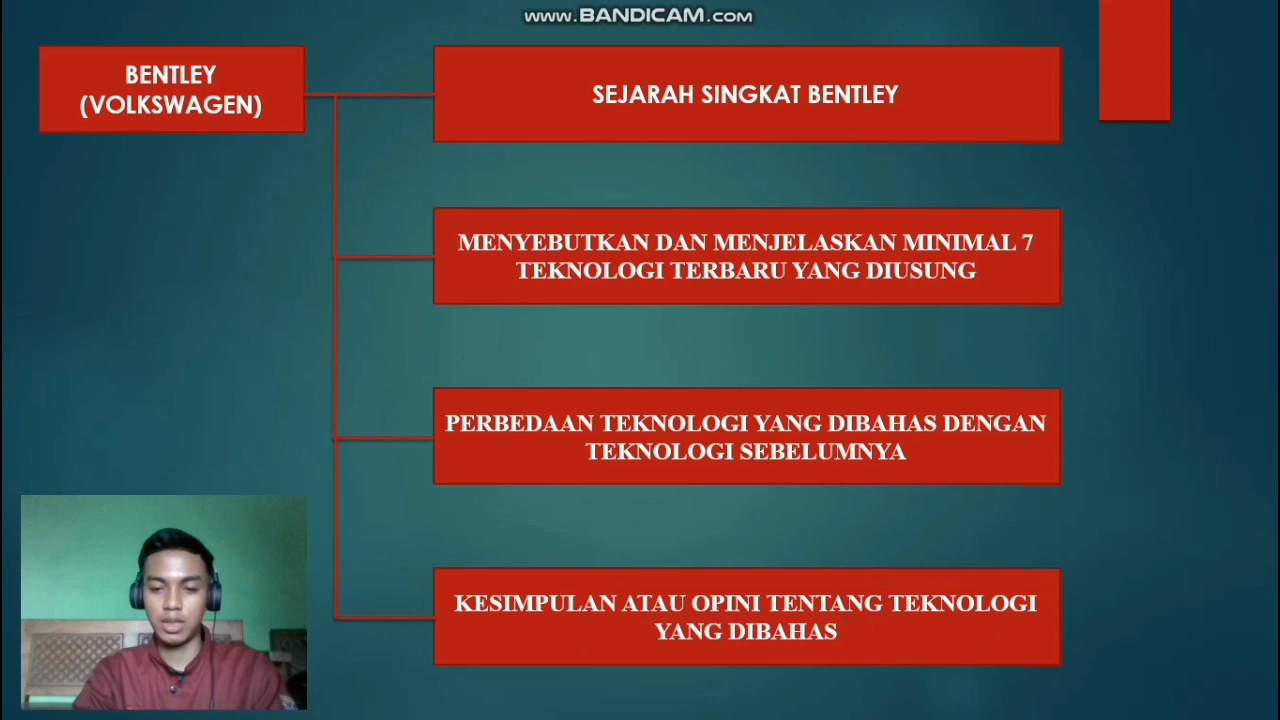 www.BANDICAM.com
BENTLEY
(VOLKSWAGEN)
SEJARAH SINGKAT BENTLEY
MENYEBUTKAN DAN MENJELASKAN MINIMAL 7
TEKNOLOGI TERBARU YANG DIUSUNG
PERBEDAAN TEKNOLOGI YANG DIBAHAS DENGAN
TEKNOLOGI SEBELUMNYA
KESIMPULAN ATAU OPINI TENTANG TEKNOLOGI
YANG DIBAHAS